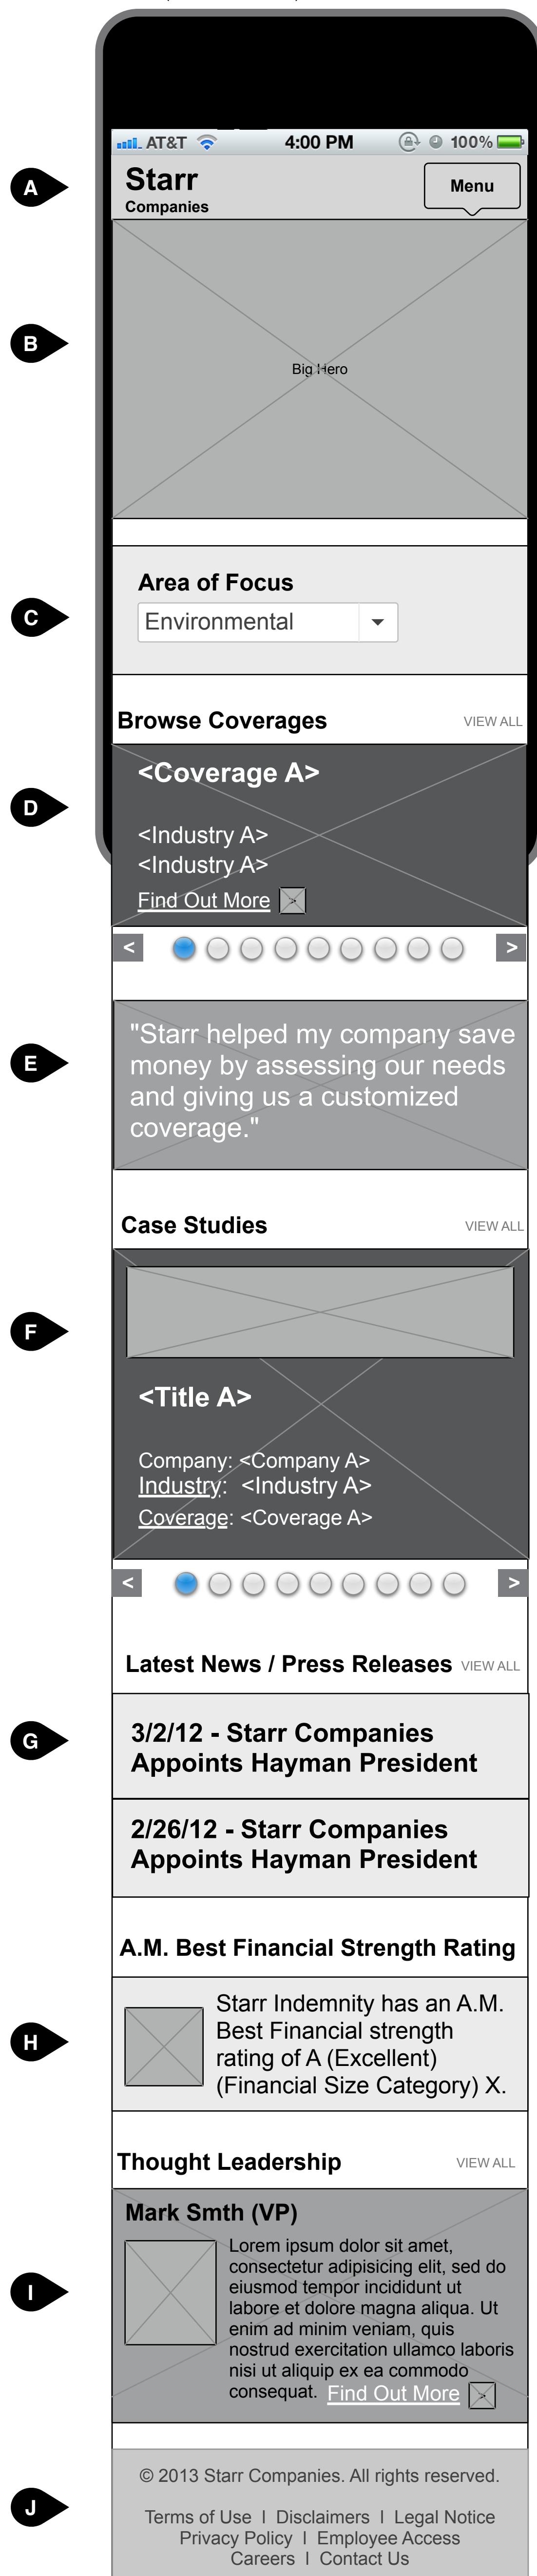 AT&T 4:00 PM 100%
A
Starr
Companies
Menu
B
Big Hero
C
Area of Focus
Environmental
Browse Coverages VIEW ALL
D
<Coverage A>
<Industry A>
<Industry A>
Find Out More
< >
E
"Starr helped my company save
money by assessing our needs
and giving us a customized
coverage."
Case Studies VIEW ALL
F
<Title A>
Company: <Company A>
Industry: <Industry A>
Coverage: <Coverage A>
< >
Latest News / Press Releases VIEW ALL
G
3/2/12 - Starr Companies
Appoints Hayman President
2/26/12 - Starr Companies
Appoints Hayman President
A.M. Best Financial Strength Rating
H
Starr Indemnity has an A.M.
Best Financial strength
rating of A (Excellent)
(Financial Size Category) X.
Thought Leadership VIEW ALL
Mark Smth (VP)
I
Lorem ipsum dolor sit amet,
consectetur adipisicing elit, sed do
eiusmod tempor incididunt ut
labore et dolore magna aliqua. Ut
enim ad minim veniam, quis
nostrud exercitation ullamco laboris
nisi ut aliquip ex ea commodo
consequat. Find Out More
© 2013 Starr Companies. All rights reserved.
J
Terms of Use | Disclaimers | Legal Notice
Privacy Policy | Employee Access
Careers | Contact Us